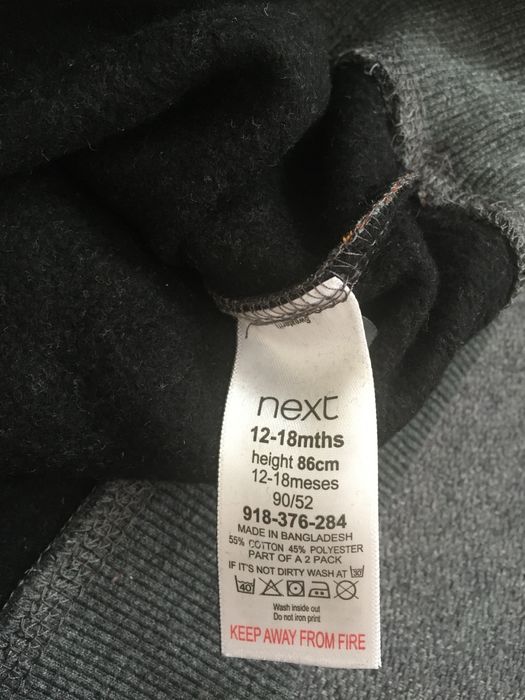 next
12-18mths
height 86cm
12-18meses
90/52
918-376-284
MADE IN BANGLADESH
55% COTTON 45% POLYESTER
PART OF A 2 PACK
IF IT'S NOT DIRTY WASH AT 30
40
Wash inside out
Do not iron print
KEEP AWAY FROM FIRE